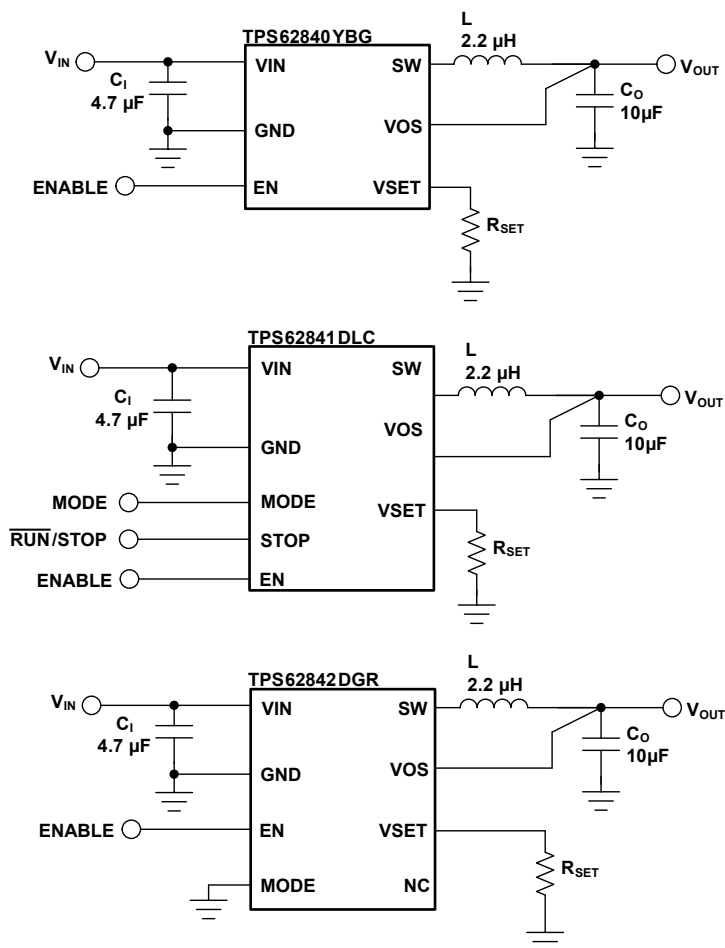 TPS62840YBG
L
2.2 µH
VIN
CI
4.7 µF
VIN
SW
VOUT
CO
10µF
GND
VOS
ENABLE
EN
VSET
RSET
TPS62841DLC
L
2.2 µH
VIN
CI
4.7 µF
VIN
SW
VOUT
CO
10µF
VOS
GND
MODE
MODE
VSET
RUN/STOP
STOP
RSET
ENABLE
EN
TPS62842DGR
L
2.2 µH
VIN
CI
4.7 µF
VIN
SW
VOUT
CO
10µF
GND
VOS
ENABLE
EN
VSET
RSET
MODE
NC